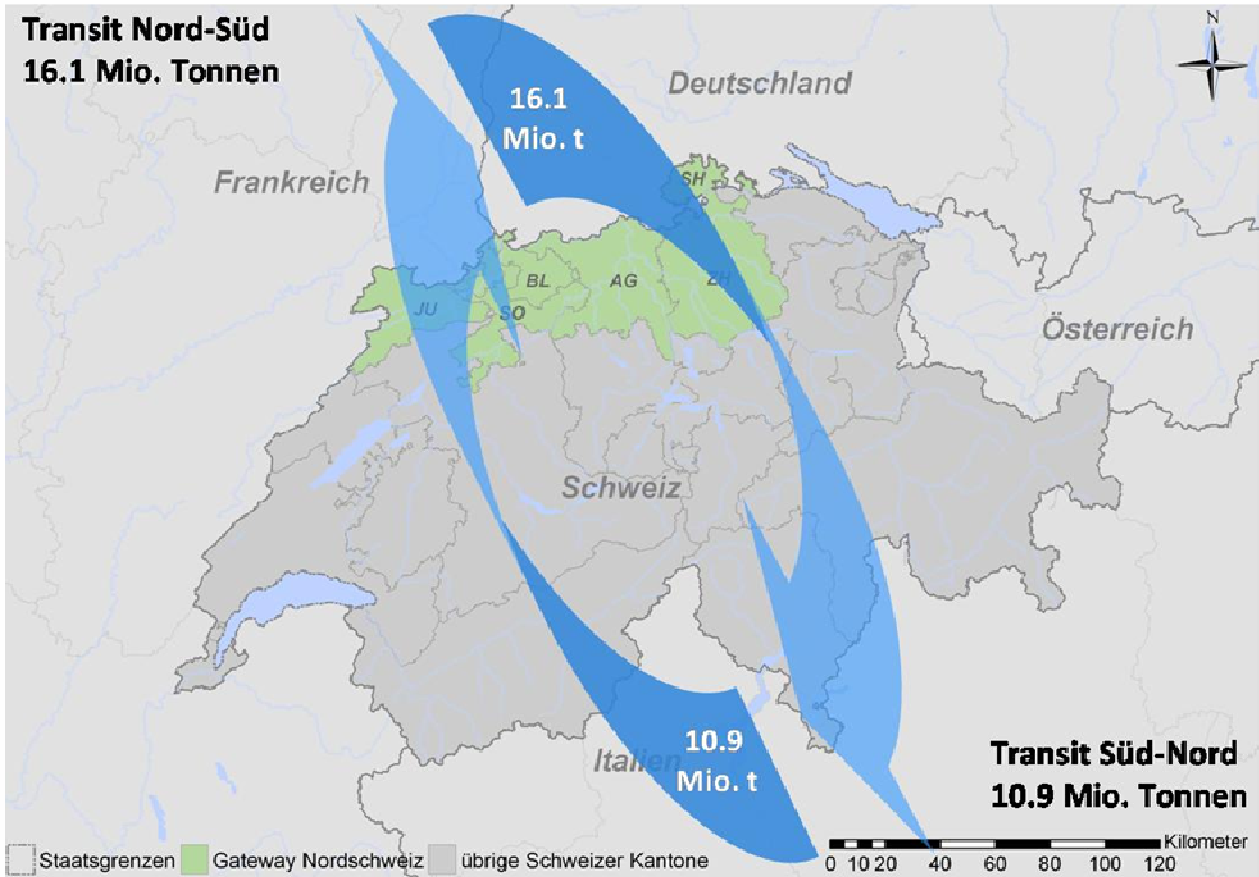 Transit Nord-Süd
16.1 Mio. Tonnen
N
Deutschland
16.1
Mio. t
Frankreich
SH
BL
AG
ZH
JU
SO
Österreich
Schweiz
10.9
Mio. t
Italien
Transit Süd-Nord
10.9 Mio. Tonnen
Kilometer
0 10 20 40 60 80 100 120
Staatsgrenzen Gateway Nordschweiz übrige Schweizer Kantone